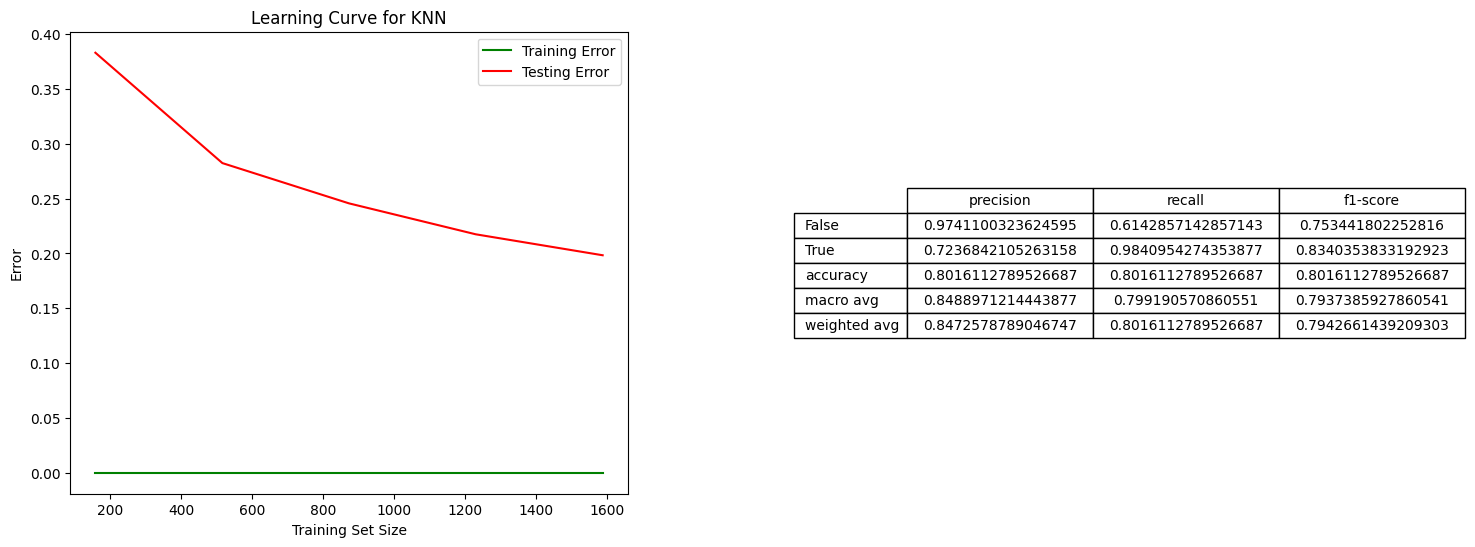 Learning Curve for KNN
Training Error
Testing Error
0.40
0.35
0.30
0.25
0.20
0.15
0.10
0.05
0.00
Error
200 400 600 800 1000 1200 1400 1600
Training Set Size
precision recall f1-score
False 0.9741100323624595 0.6142857142857143 0.753441802252816
True 0.7236842105263158 0.9840954274353877 0.8340353833192923
accuracy 0.8016112789526687 0.8016112789526687 0.8016112789526687
macro avg 0.8488971214443877 0.799190570860551 0.7937385927860541
weighted avg 0.8472578789046747 0.8016112789526687 0.7942661439209303